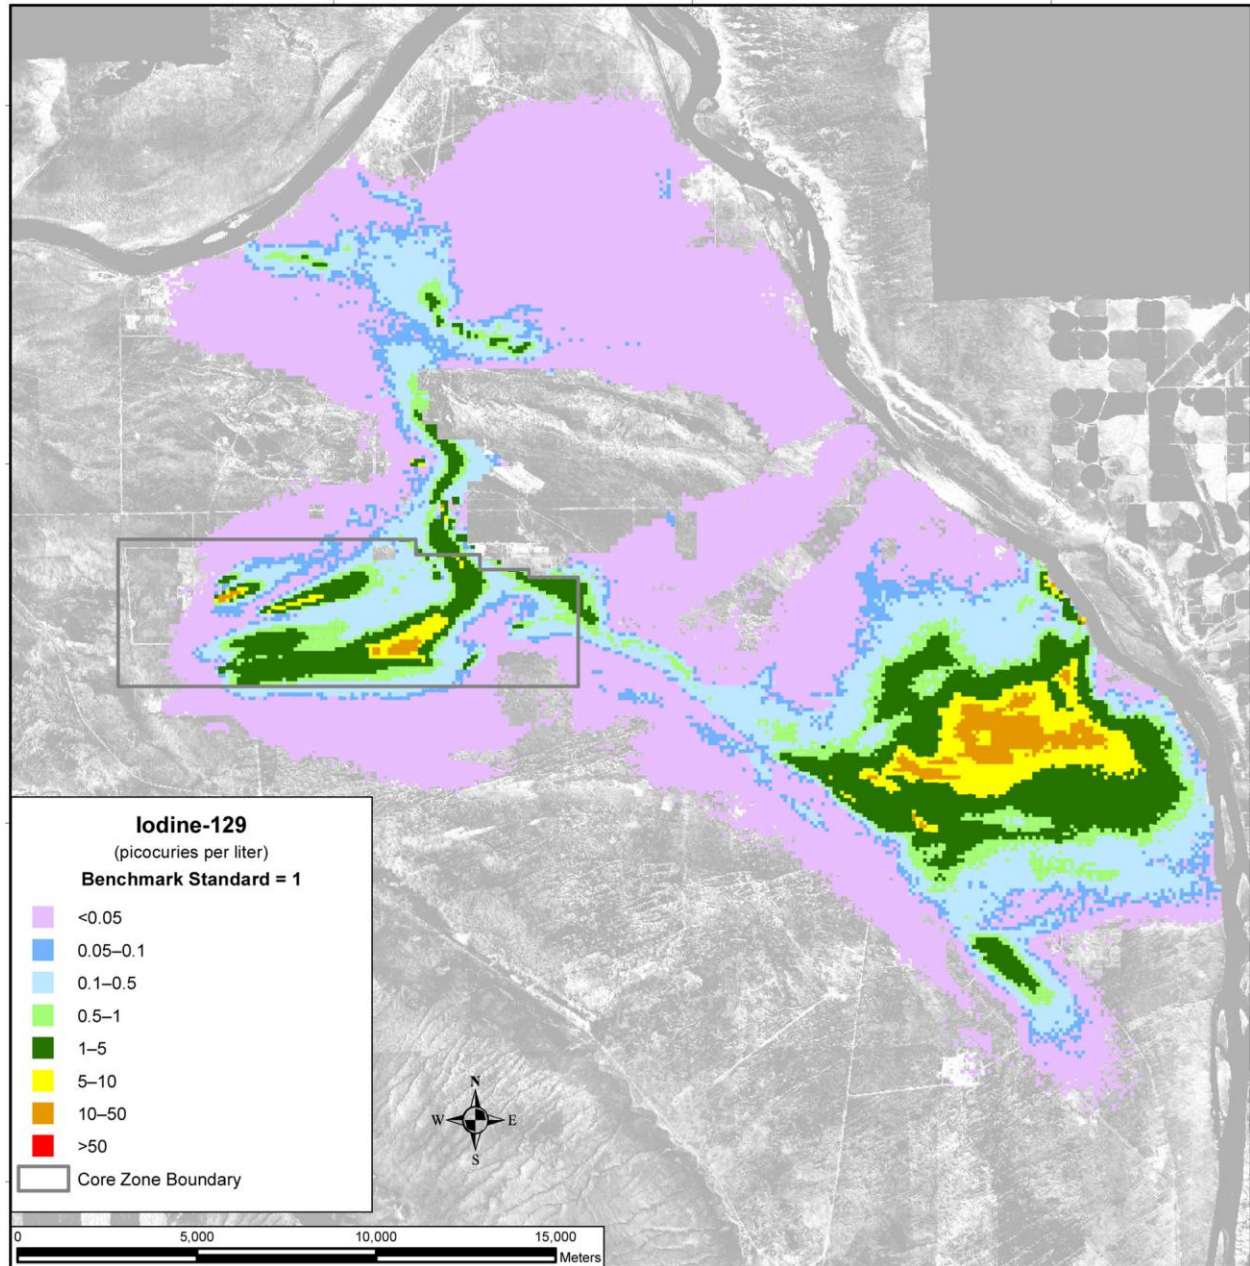 Iodine-129
(picocuries per liter)
Benchmark Standard = 1
<0.05
0.05–0.1
0.1–0.5
0.5–1
1–5
5–10
10–50
>50
Core Zone Boundary
N
W E
S
0 5,000 10,000 15,000
Meters